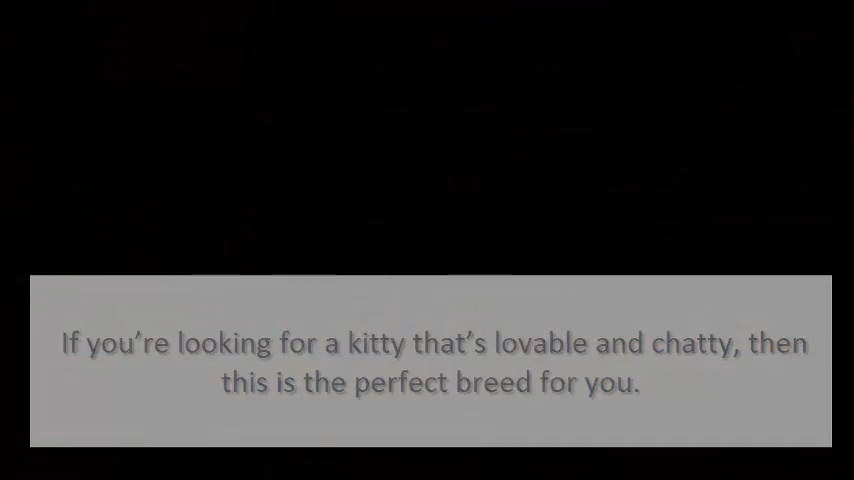 If you’re looking for a kitty that’s lovable and chatty, then
this is the perfect breed for you.